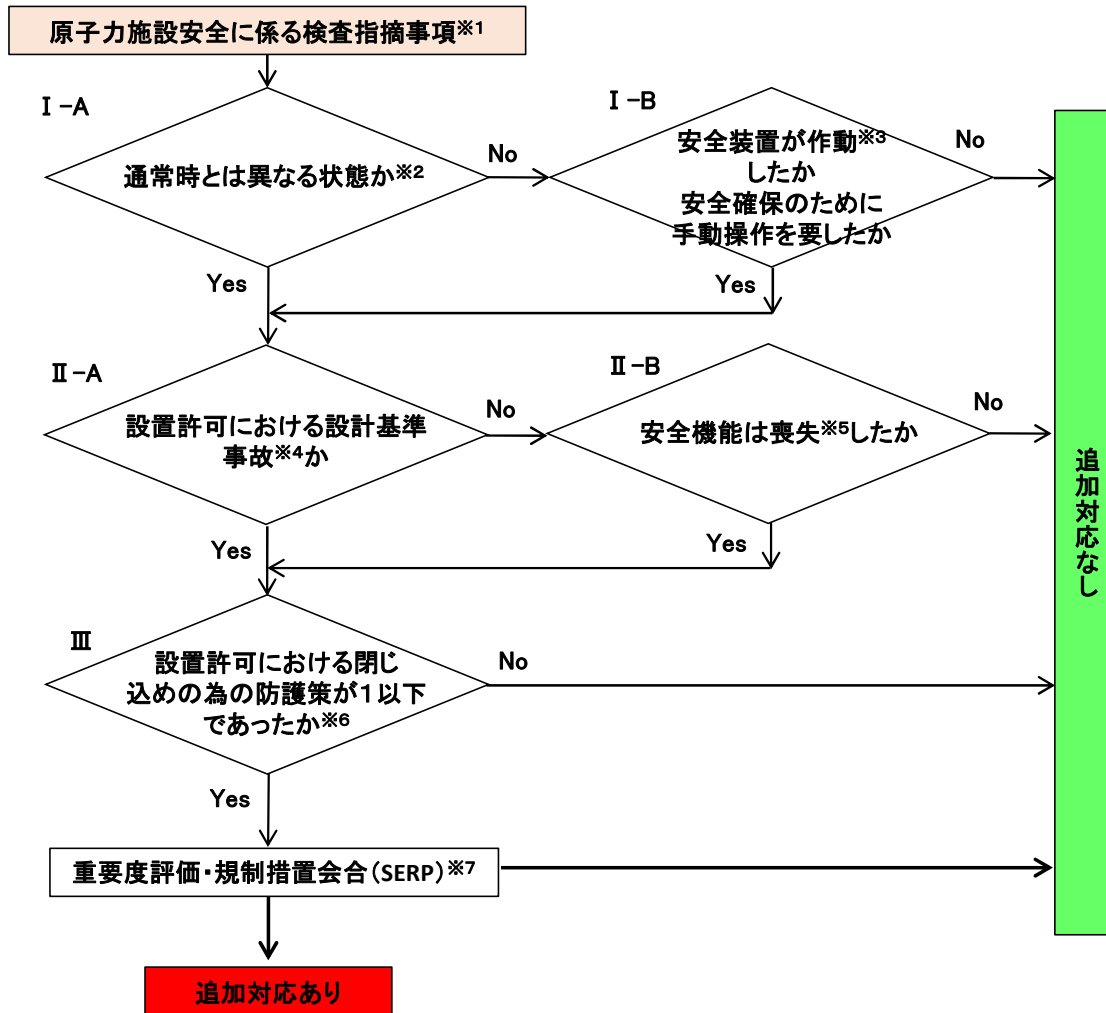 原子力施設安全に係る検査指摘事項※1
Ⅰ-A
通常時とは異なる状態か※2
No
Ⅰ-B
安全装置が作動※3
したか
安全確保のために
手動操作を要したか
No
Yes
Yes
Ⅱ-A
設置許可における設計基準
事故※4か
No
Ⅱ-B
安全機能は喪失※5したか
No
Yes
Yes
Ⅲ
設置許可における閉じ
込めの為の防護策が1以下
であったか※6
No
Yes
重要度評価・規制措置会合(SERP)※7
追加対応あり
追加対応なし